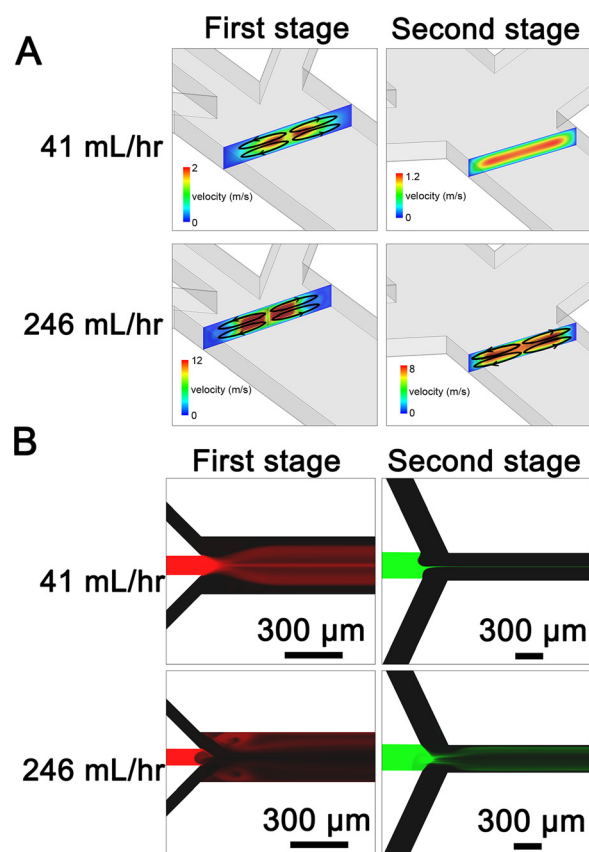 First stage Second stage
A
41 mL/hr
2
velocity (m/s)
0
1.2
velocity (m/s)
0
246 mL/hr
12
velocity (m/s)
0
8
velocity (m/s)
0
B
First stage Second stage
41 mL/hr
300 µm 300 µm
246 mL/hr
300 µm 300 µm